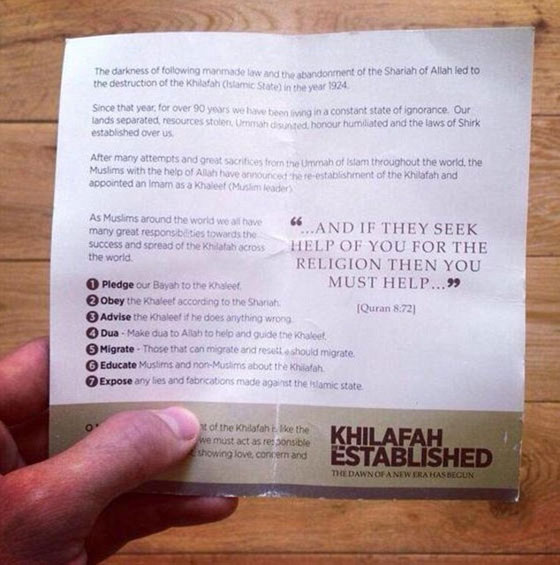 The darkness of following manmade law and the abandonment of the Shariah of Allah led to
the destruction of the Khilafah (Islamic State) in the year 1924.
Since that year, for over 90 years we have been living in a constant state of ignorance. Our
lands separated, resources stolen, Ummah disunited, honour humiliated and the laws of Shirk
established over us.
After many attempts and great sacrifices from the Ummah of Islam throughout the world, the
Muslims with the help of Allah have announced the re-establishment of the Khilafah and
appointed an Imam as a Khaleef (Muslim leader).
As Muslims around the world we all have
many great responsibilities towards the
success and spread of the Khilafah across
the world.
1 Pledge our Bayah to the Khaleef.
2 Obey the Khaleef according to the Shariah.
3 Advise the Khaleef if he does anything wrong.
4 Dua - Make dua to Allah to help and guide the Khaleef.
5 Migrate - Those that can migrate and resettle should migrate.
6 Educate Muslims and non-Muslims about the Khilafah.
7 Expose any lies and fabrications made against the Islamic state.
“...AND IF THEY SEEK
HELP OF YOU FOR THE
RELIGION THEN YOU
MUST HELP...”
[Quran 8:72]
of the Khilafah is like the
we must act as responsible
showing love, concern and
KHILAFAH
ESTABLISHED
THE DAWN OF A NEW ERA HAS BEGUN